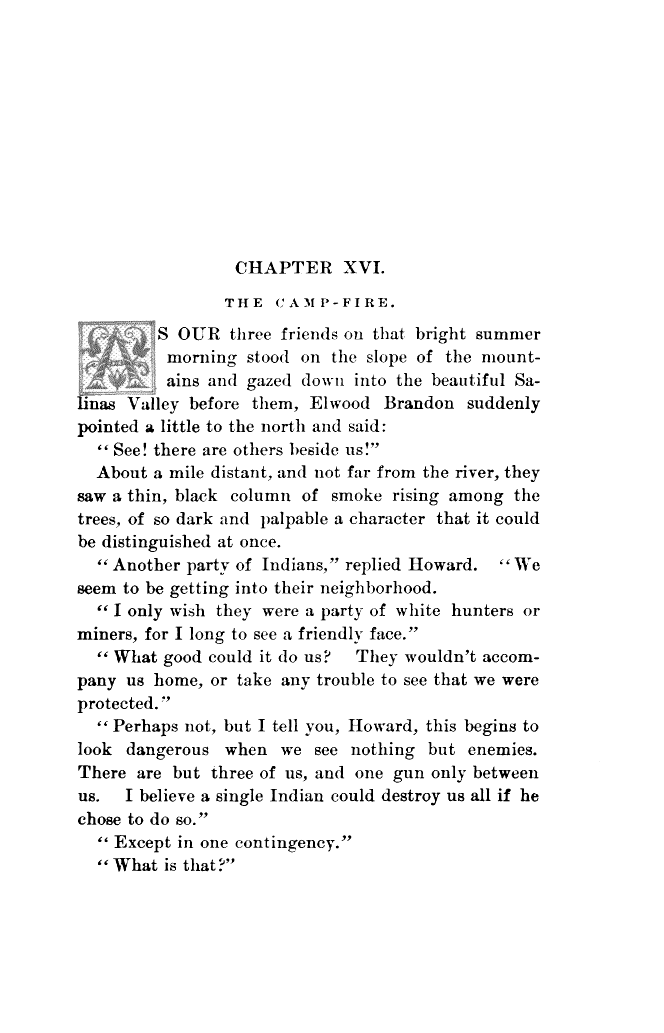 CHAPTER XVI.
THE CAMP-FIRE.
AS OUR three friends on that bright summer
morning stood on the slope of the mount-
ains and gazed down into the beautiful Sa-
linas Valley before them, Elwood Brandon suddenly
pointed a little to the north and said:
“See! there are others beside us!”
About a mile distant, and not far from the river, they
saw a thin, black column of smoke rising among the
trees, of so dark and palpable a character that it could
be distinguished at once.
“Another party of Indians,” replied Howard. “We
seem to be getting into their neighborhood.
“I only wish they were a party of white hunters or
miners, for I long to see a friendly face.”
“What good could it do us? They wouldn't accom-
pany us home, or take any trouble to see that we were
protected.”
“Perhaps not, but I tell you, Howard, this begins to
look dangerous when we see nothing but enemies.
There are but three of us, and one gun only between
us. I believe a single Indian could destroy us all if he
chose to do so.”
“Except in one contingency.”
“What is that?”